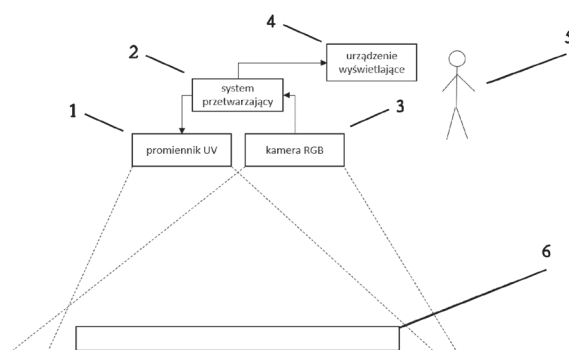 4
5
urządzenie
wyświetlające
2
system
przetwarzający
1
3
promiennik UV
kamera RGB
6